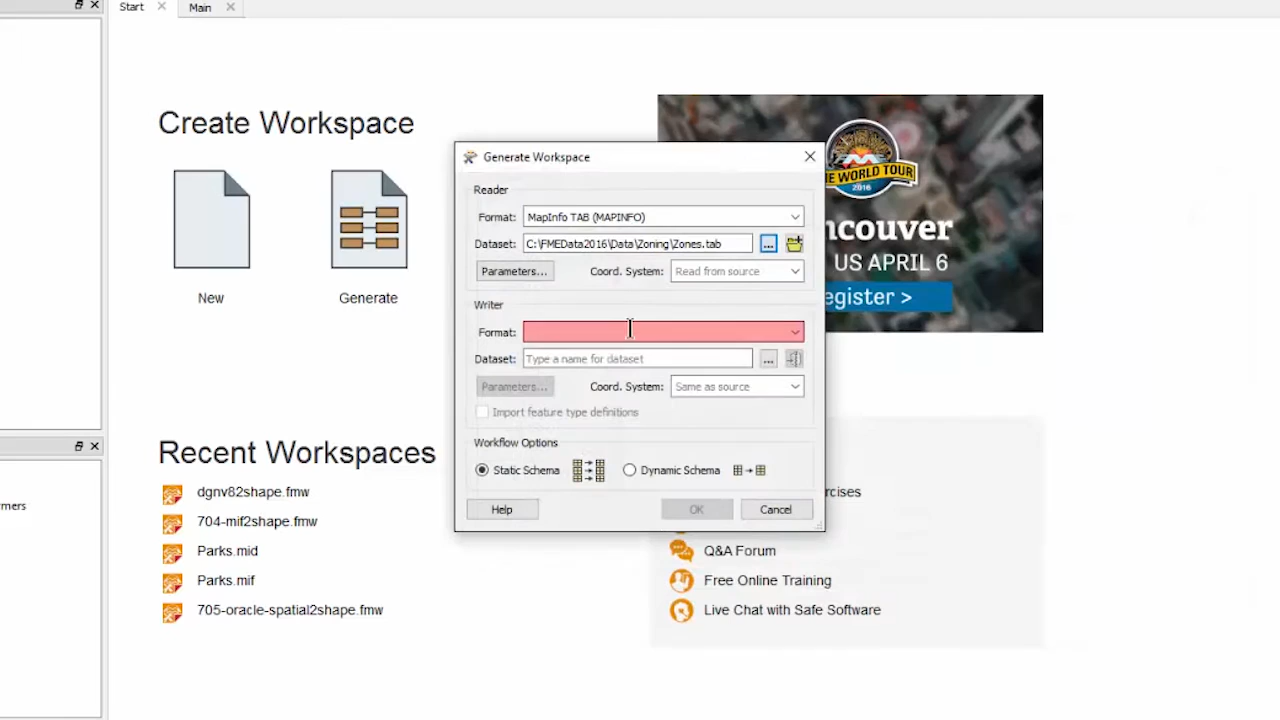 Start
Main
Create Workspace
New
Generate
Recent Workspaces
dgnv82shape.fmw
704-mif2shape.fmw
Parks.mid
Parks.mif
705-oracle-spatial2shape.fmw
Generate Workspace
Reader
Format: MapInfo TAB (MAPINFO)
Dataset: C:\FMEData2016\Data\Zoning\Zones.tab ...
Parameters... Coord. System: Read from source
Writer
Format:
Dataset: Type a name for dataset ...
Parameters... Coord. System: Same as source
Import feature type definitions
Workflow Options
Static Schema Dynamic Schema
Help OK Cancel
E WORLD TOUR
2016
ncouver
US APRIL 6
egister >
rcises
Q&A Forum
Free Online Training
Live Chat with Safe Software
mers